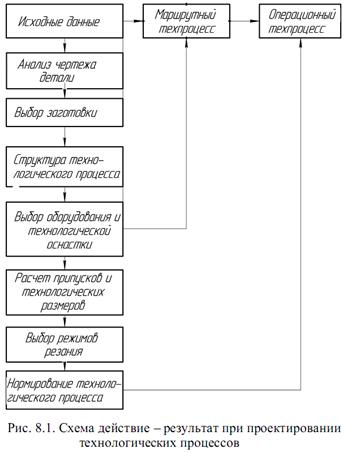 Исходные данные
Маршрутный
техпроцесс
Операционный
техпроцесс
Анализ чертежа
детали
Выбор заготовки
Структура техно-
логического процесса
Выбор оборудования и
технологической
оснастки
Расчет припусков и
технологических
размеров
Выбор режимов
резания
Нормирование техноло-
гического процесса
Рис. 8.1. Схема действие – результат при проектировании
технологических процессов